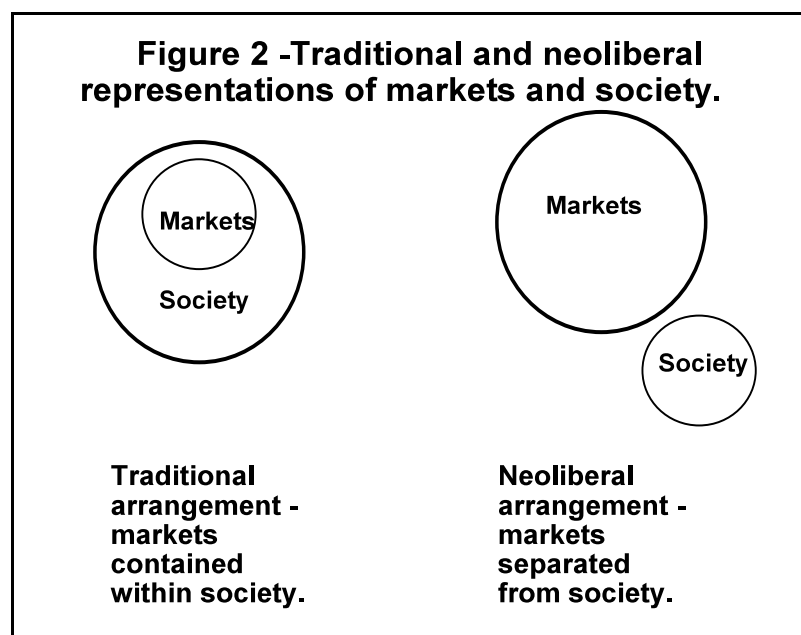 Figure 2 -Traditional and neoliberal
representations of markets and society.
Markets
Society
Markets
Society
Traditional
arrangement -
markets
contained
within society.
Neoliberal
arrangement -
markets
separated
from society.